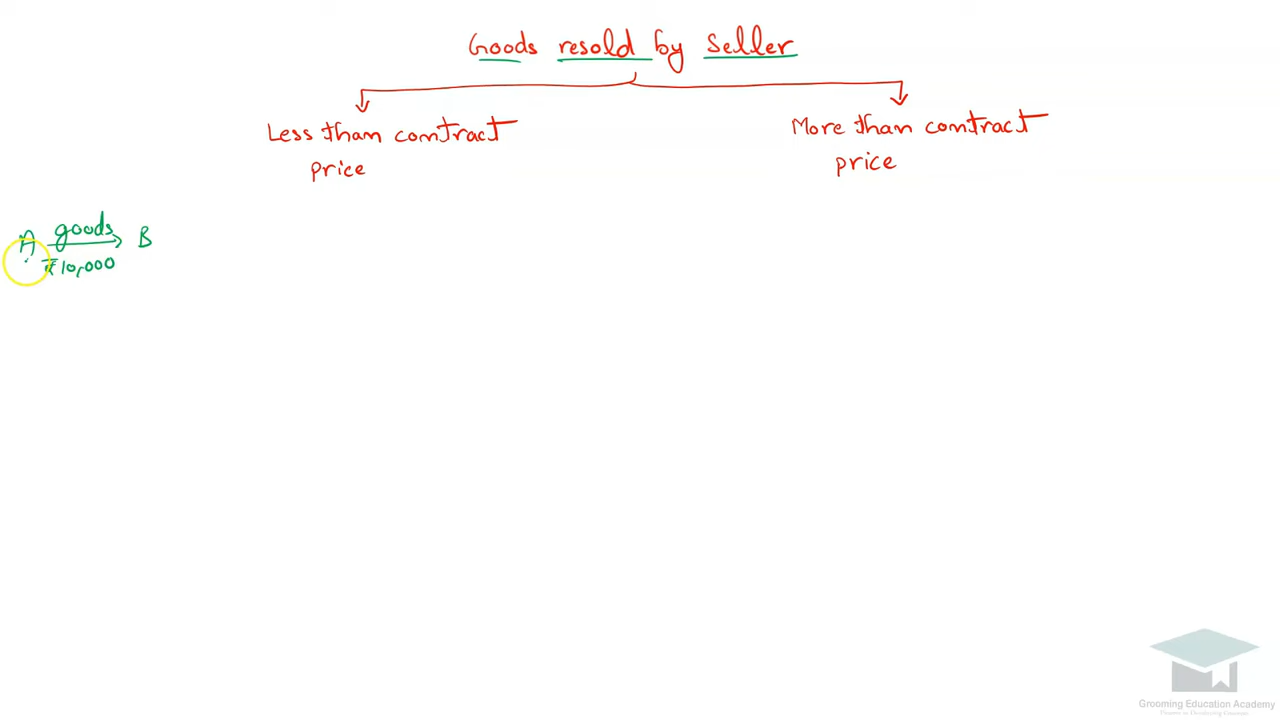 Goods resold by Seller
Less than contract
price
More than contract
price
A goods B
₹10,000
Grooming Education Academy